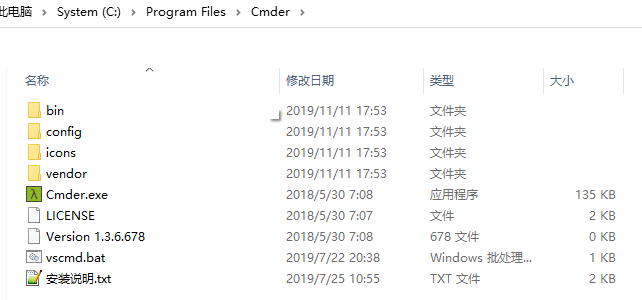 此电脑 > System (C:) > Program Files > Cmder >
名称 修改日期 类型 大小
bin 2019/11/11 17:53 文件夹
config 2019/11/11 17:53 文件夹
icons 2019/11/11 17:53 文件夹
vendor 2019/11/11 17:53 文件夹
Cmder.exe 2018/5/30 7:08 应用程序 135 KB
LICENSE 2018/5/30 7:07 文件 2 KB
Version 1.3.6.678 2018/5/30 7:08 678 文件 0 KB
vscmd.bat 2019/7/22 20:38 Windows 批处理... 1 KB
安装说明.txt 2019/7/25 10:55 TXT 文件 2 KB